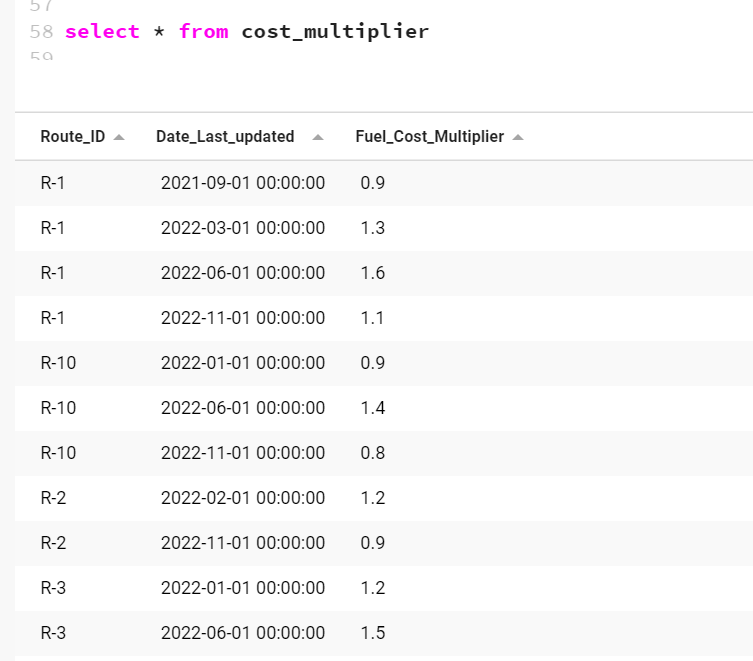 57
58 select * from cost_multiplier
59
Route_ID Date_Last_updated Fuel_Cost_Multiplier
R-1 2021-09-01 00:00:00 0.9
R-1 2022-03-01 00:00:00 1.3
R-1 2022-06-01 00:00:00 1.6
R-1 2022-11-01 00:00:00 1.1
R-10 2022-01-01 00:00:00 0.9
R-10 2022-06-01 00:00:00 1.4
R-10 2022-11-01 00:00:00 0.8
R-2 2022-02-01 00:00:00 1.2
R-2 2022-11-01 00:00:00 0.9
R-3 2022-01-01 00:00:00 1.2
R-3 2022-06-01 00:00:00 1.5